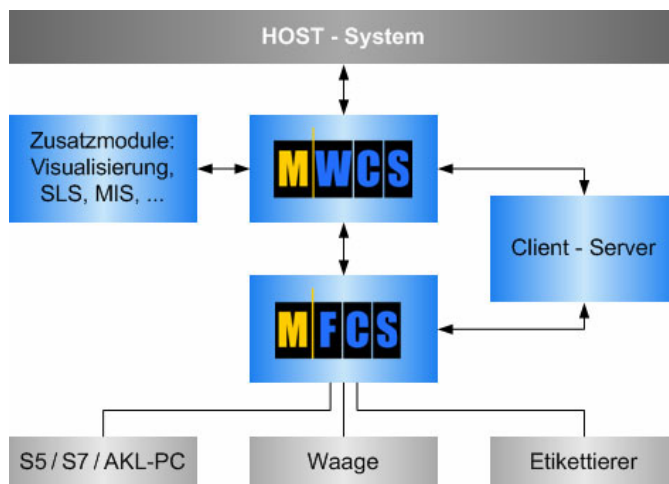 HOST - System
Zusatzmodule:
Visualisierung,
SLS, MIS, ...
MWCS
Client - Server
MFCS
S5 / S7 / AKL-PC
Waage
Etikettierer